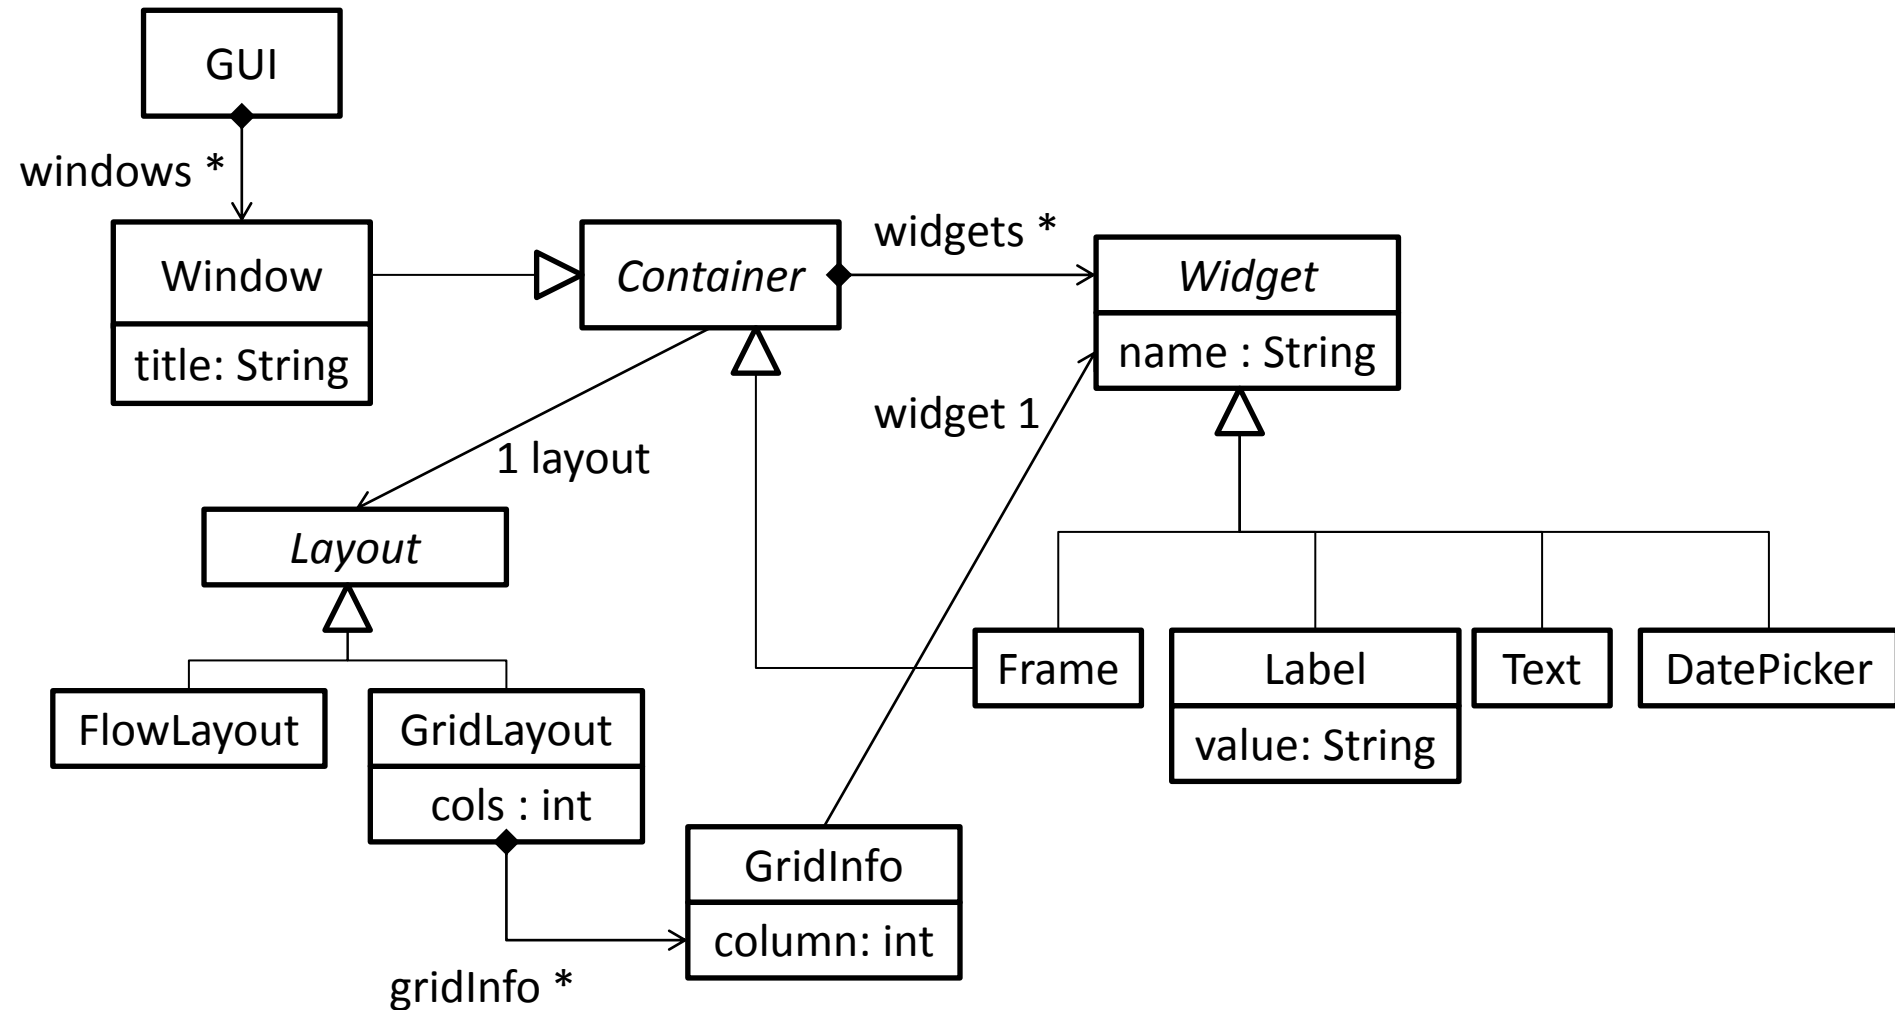 GUI
windows *
Window
title: String
Container
widgets *
Widget
name : String
widget 1
1 layout
Layout
FlowLayout
GridLayout
cols : int
Frame
Label
value: String
Text
DatePicker
GridInfo
column: int
gridInfo *